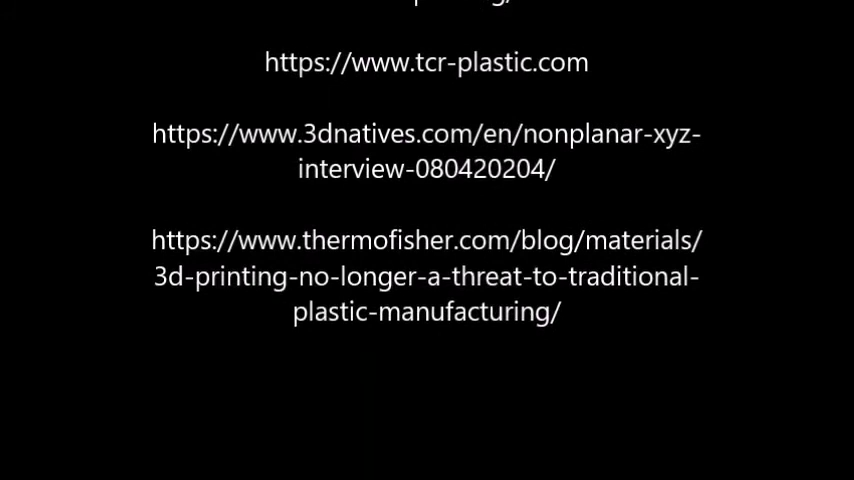 https://www.tcr-plastic.com
https://www.3dnatives.com/en/nonplanar-xyz-
interview-080420204/
https://www.thermofisher.com/blog/materials/
3d-printing-no-longer-a-threat-to-traditional-
plastic-manufacturing/